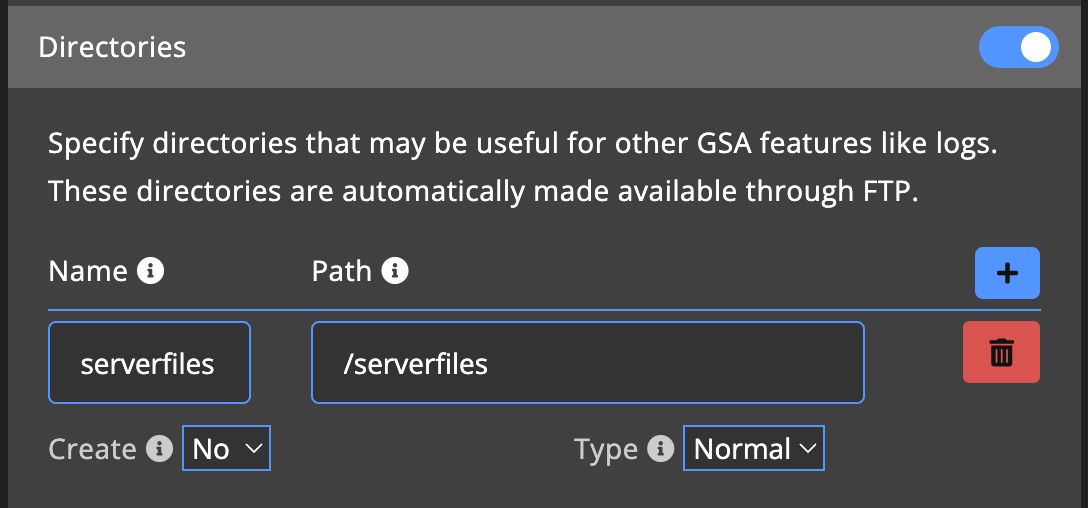 Directories
Specify directories that may be useful for other GSA features like logs.
These directories are automatically made available through FTP.
Name Path
serverfiles /serverfiles
Create No Type Normal